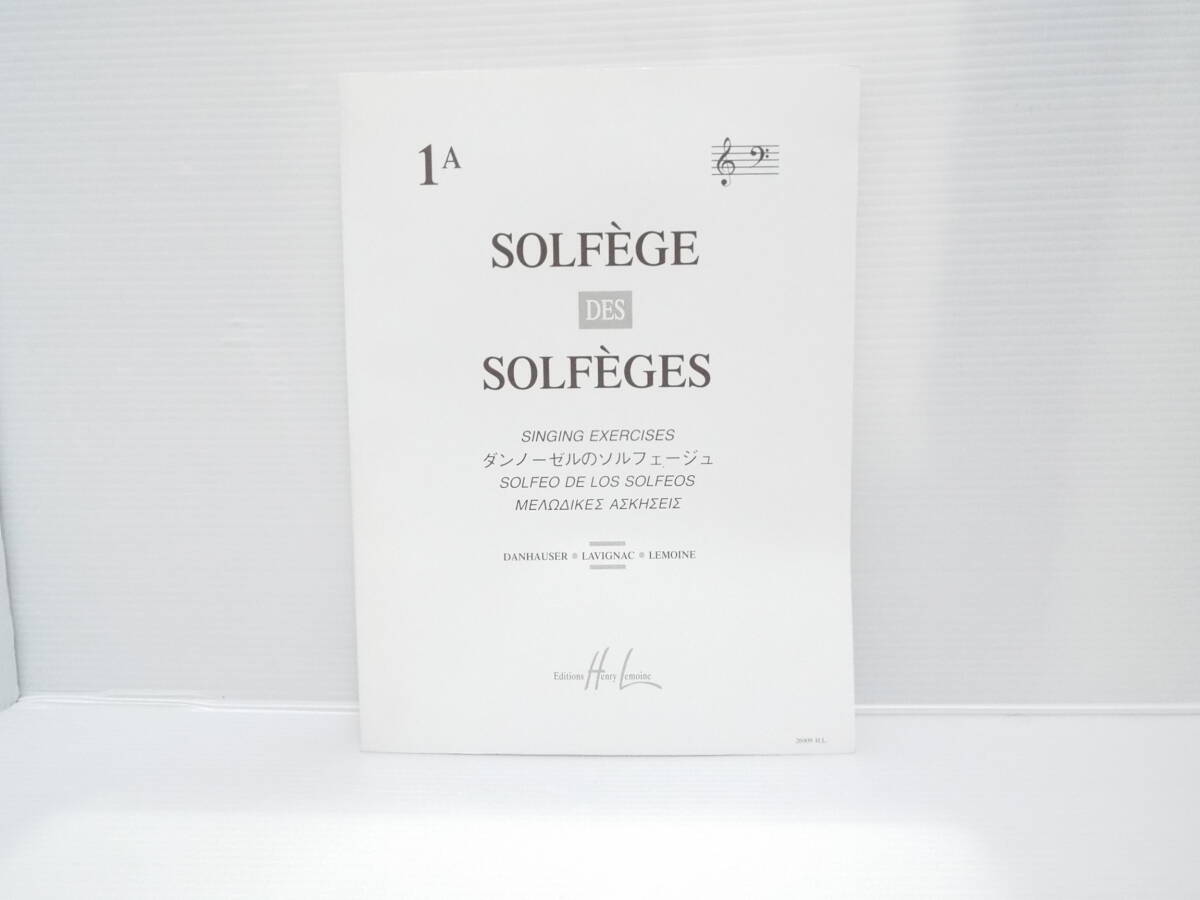 1A
SOLFÈGE
DES
SOLFÈGES
SINGING EXERCISES
ダンノーゼルのソルフェージュ
SOLFEO DE LOS SOLFEOS
ΜΕΛΩΔΙΚΕΣ ΑΣΚΗΣΕΙΣ
DANHAUSER • LAVIGNAC • LEMOINE
Editions Henry Lemoine
H.L.